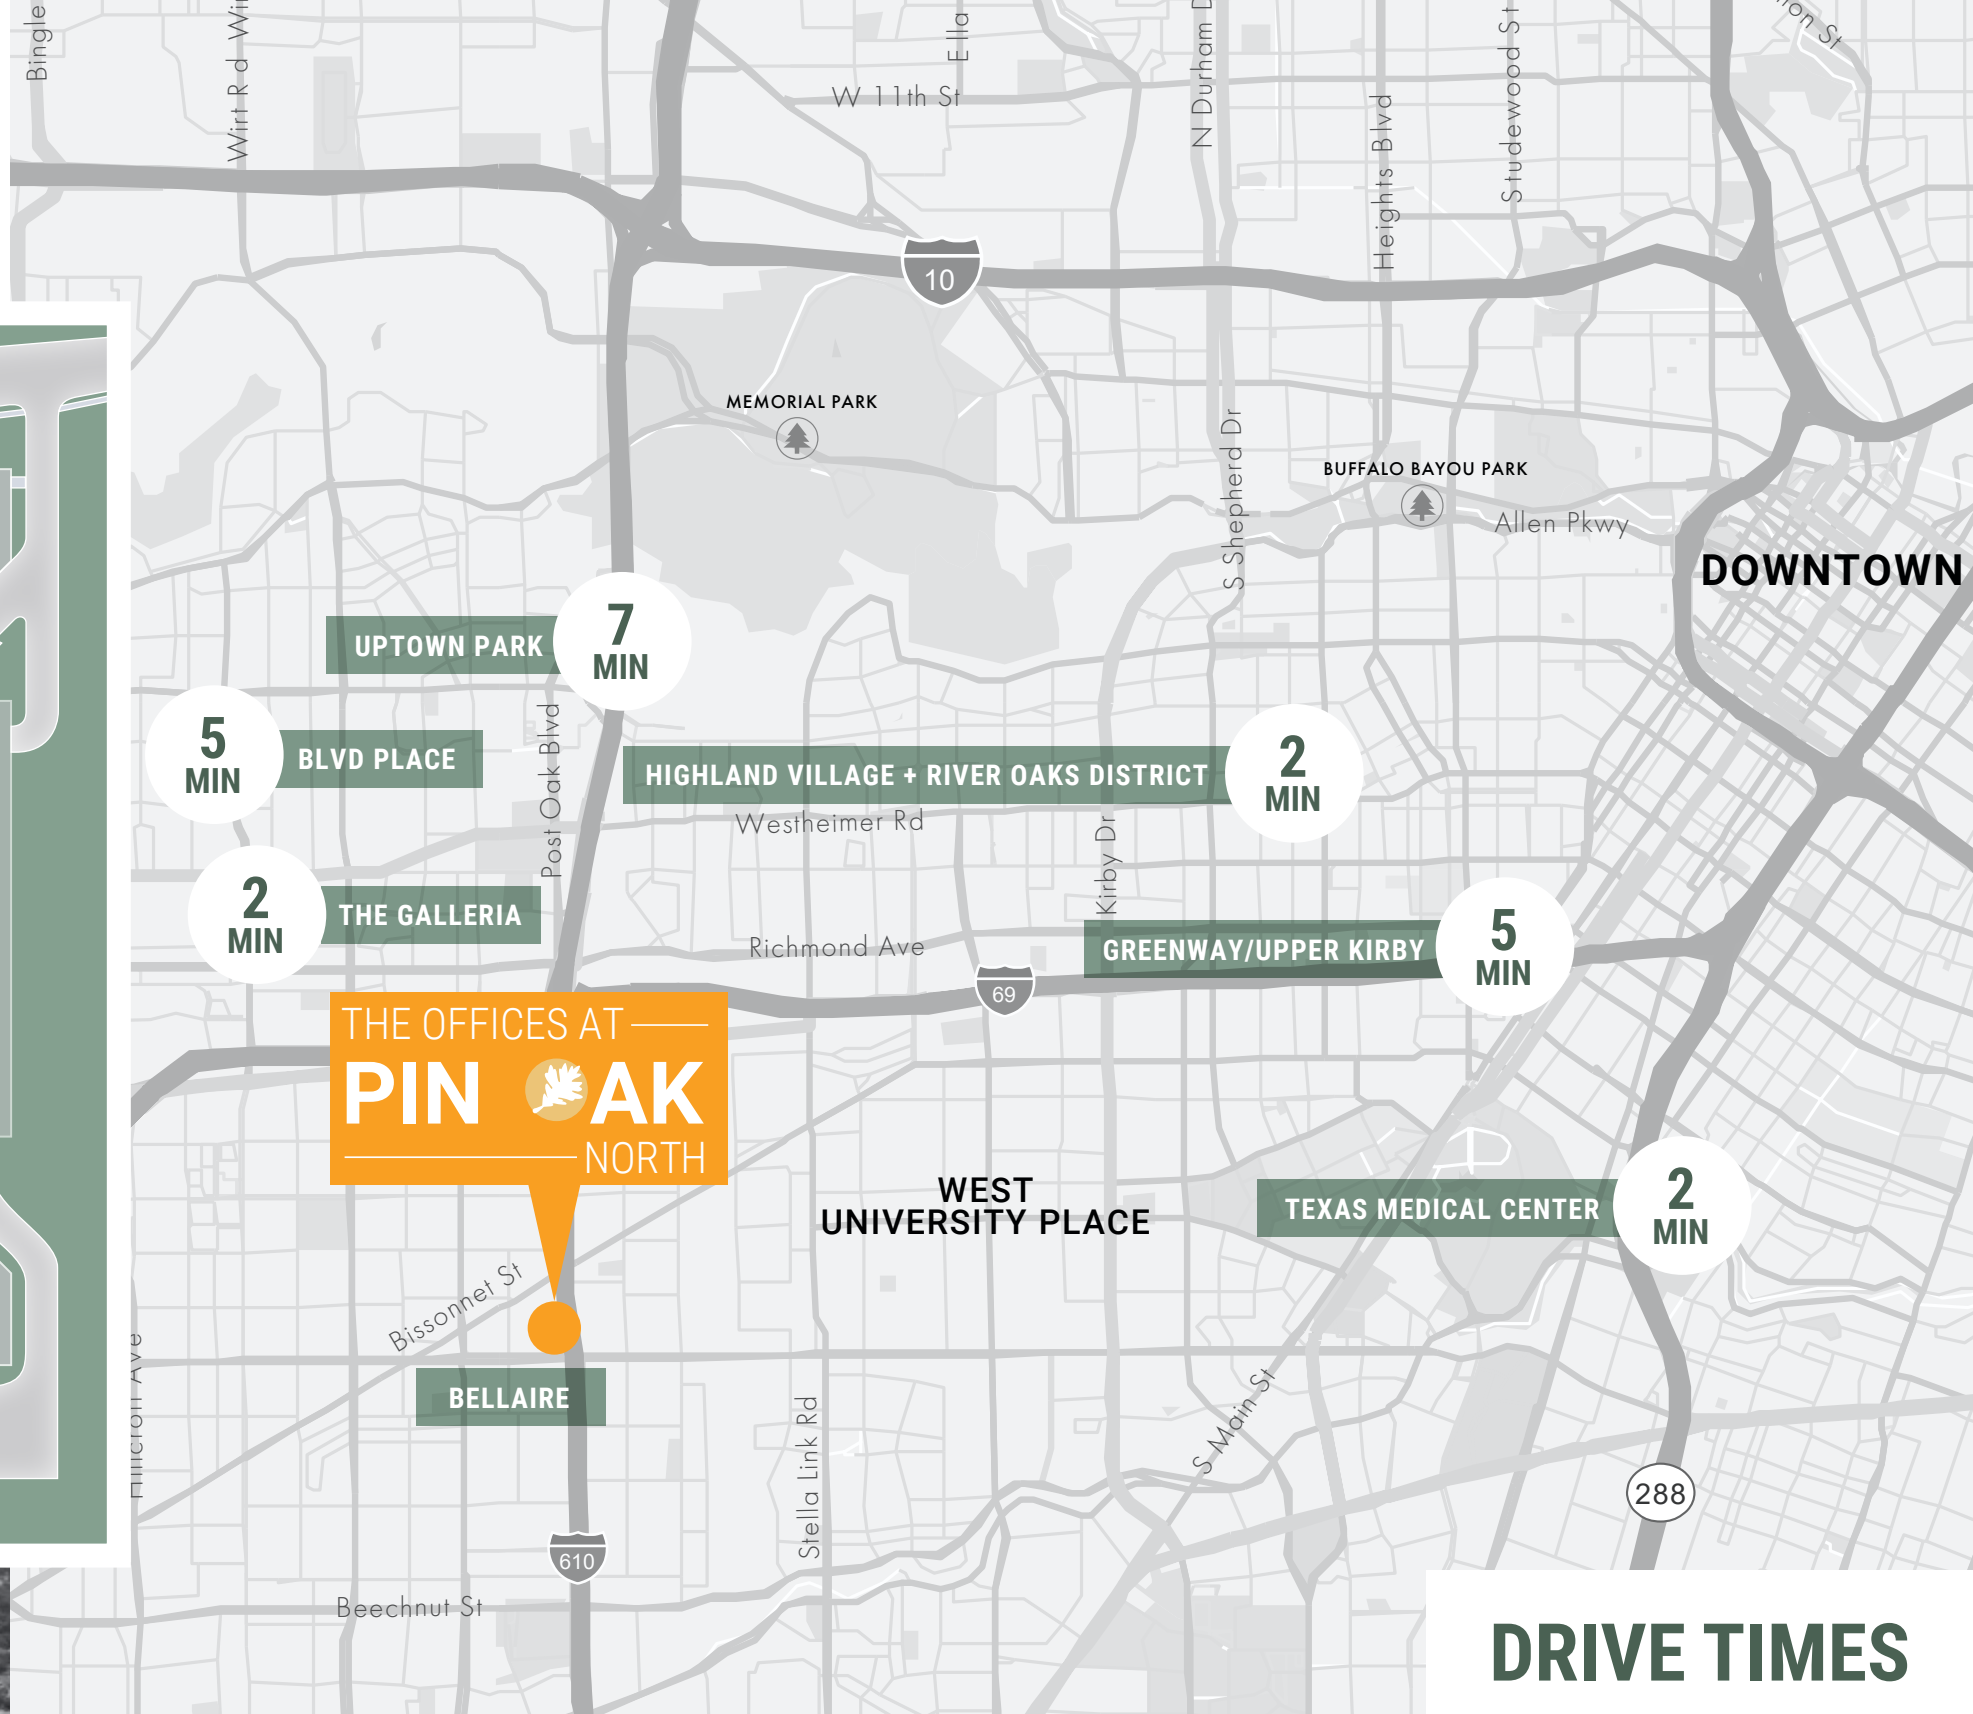 Bingle
Wirt Rd
Wi
Ella
W 11th St
N Durham D
Heights Blvd
Studewood St
on St
10
MEMORIAL PARK
BUFFALO BAYOU PARK
S Shepherd Dr
Allen Pkwy
DOWNTOWN
UPTOWN PARK
7
MIN
5
MIN
BLVD PLACE
Post Oak Blvd
HIGHLAND VILLAGE + RIVER OAKS DISTRICT
2
MIN
Westheimer Rd
Kirby Dr
2
MIN
THE GALLERIA
Richmond Ave
GREENWAY/UPPER KIRBY
5
MIN
69
THE OFFICES AT
PIN OAK
NORTH
WEST
UNIVERSITY PLACE
TEXAS MEDICAL CENTER
2
MIN
Bissonnet St
Ave
BELLAIRE
Stella Link Rd
S Main St
288
610
Beechnut St
DRIVE TIMES